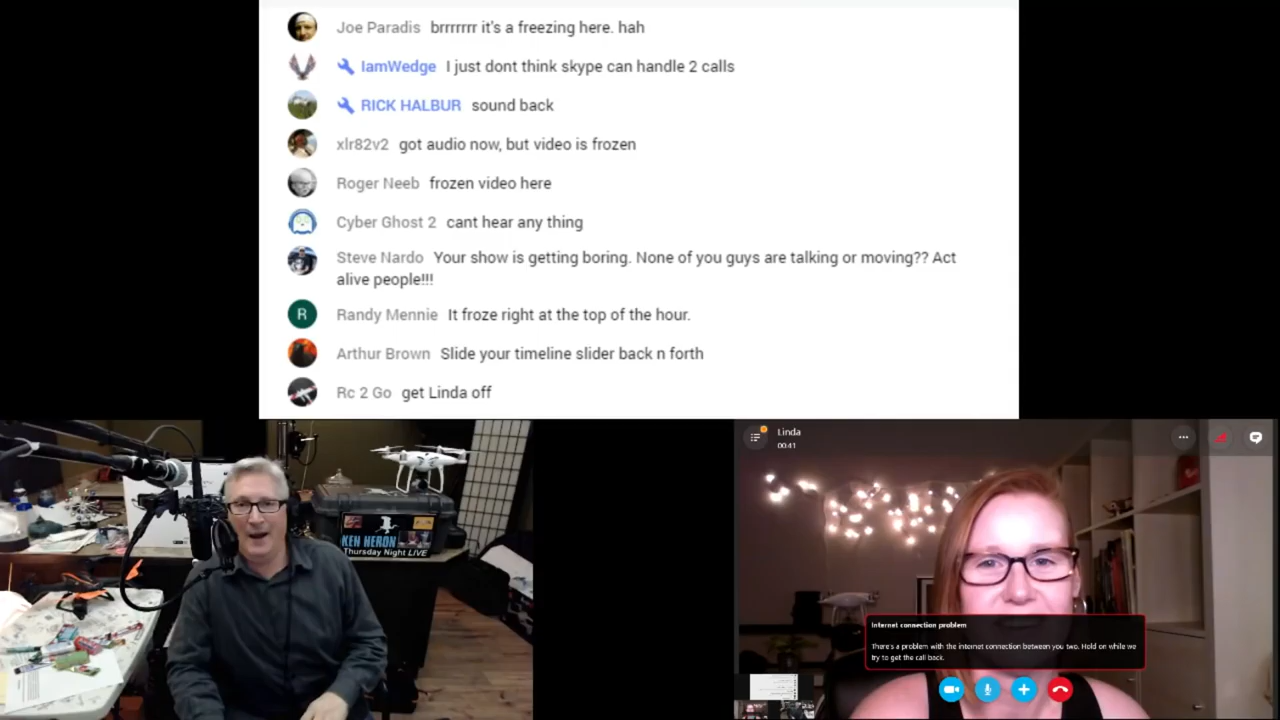 Joe Paradis brrrrrrr it's a freezing here. hah
IamWedge I just dont think skype can handle 2 calls
RICK HALBUR sound back
xlr82v2 got audio now, but video is frozen
Roger Neeb frozen video here
Cyber Ghost 2 cant hear any thing
Steve Nardo Your show is getting boring. None of you guys are talking or moving?? Act
alive people!!!
R
Randy Mennie It froze right at the top of the hour.
Arthur Brown Slide your timeline slider back n forth
Rc 2 Go get Linda off
KEN HERON
Thursday Night LIVE
Linda
00:41
Internet connection problem
There's a problem with the internet connection between you two. Hold on while we
try to get the call back.